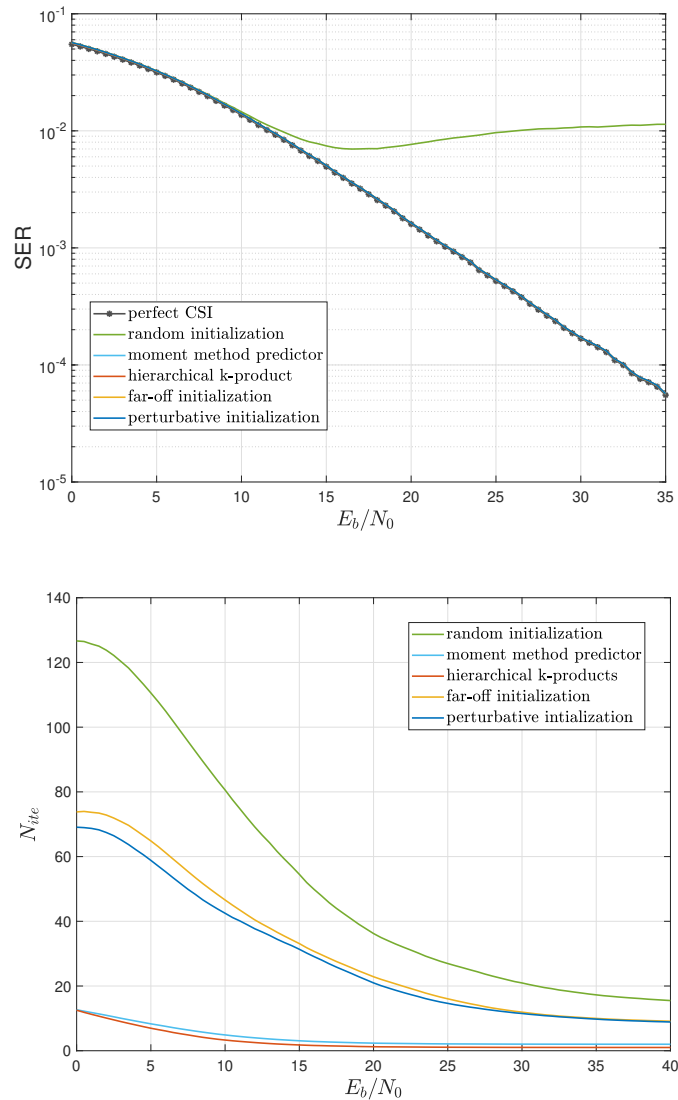 10^-1
10^-2
10^-3
10^-4
10^-5
SER
perfect CSI
random initialization
moment method predictor
hierarchical k-product
far-off initialization
perturbative initialization
0 5 10 15 20 25 30 35
E_b/N_0
140
120
100
80
60
40
20
0
N_ite
random initialization
moment method predictor
hierarchical k-products
far-off initialization
perturbative intialization
0 5 10 15 20 25 30 35 40
E_b/N_0